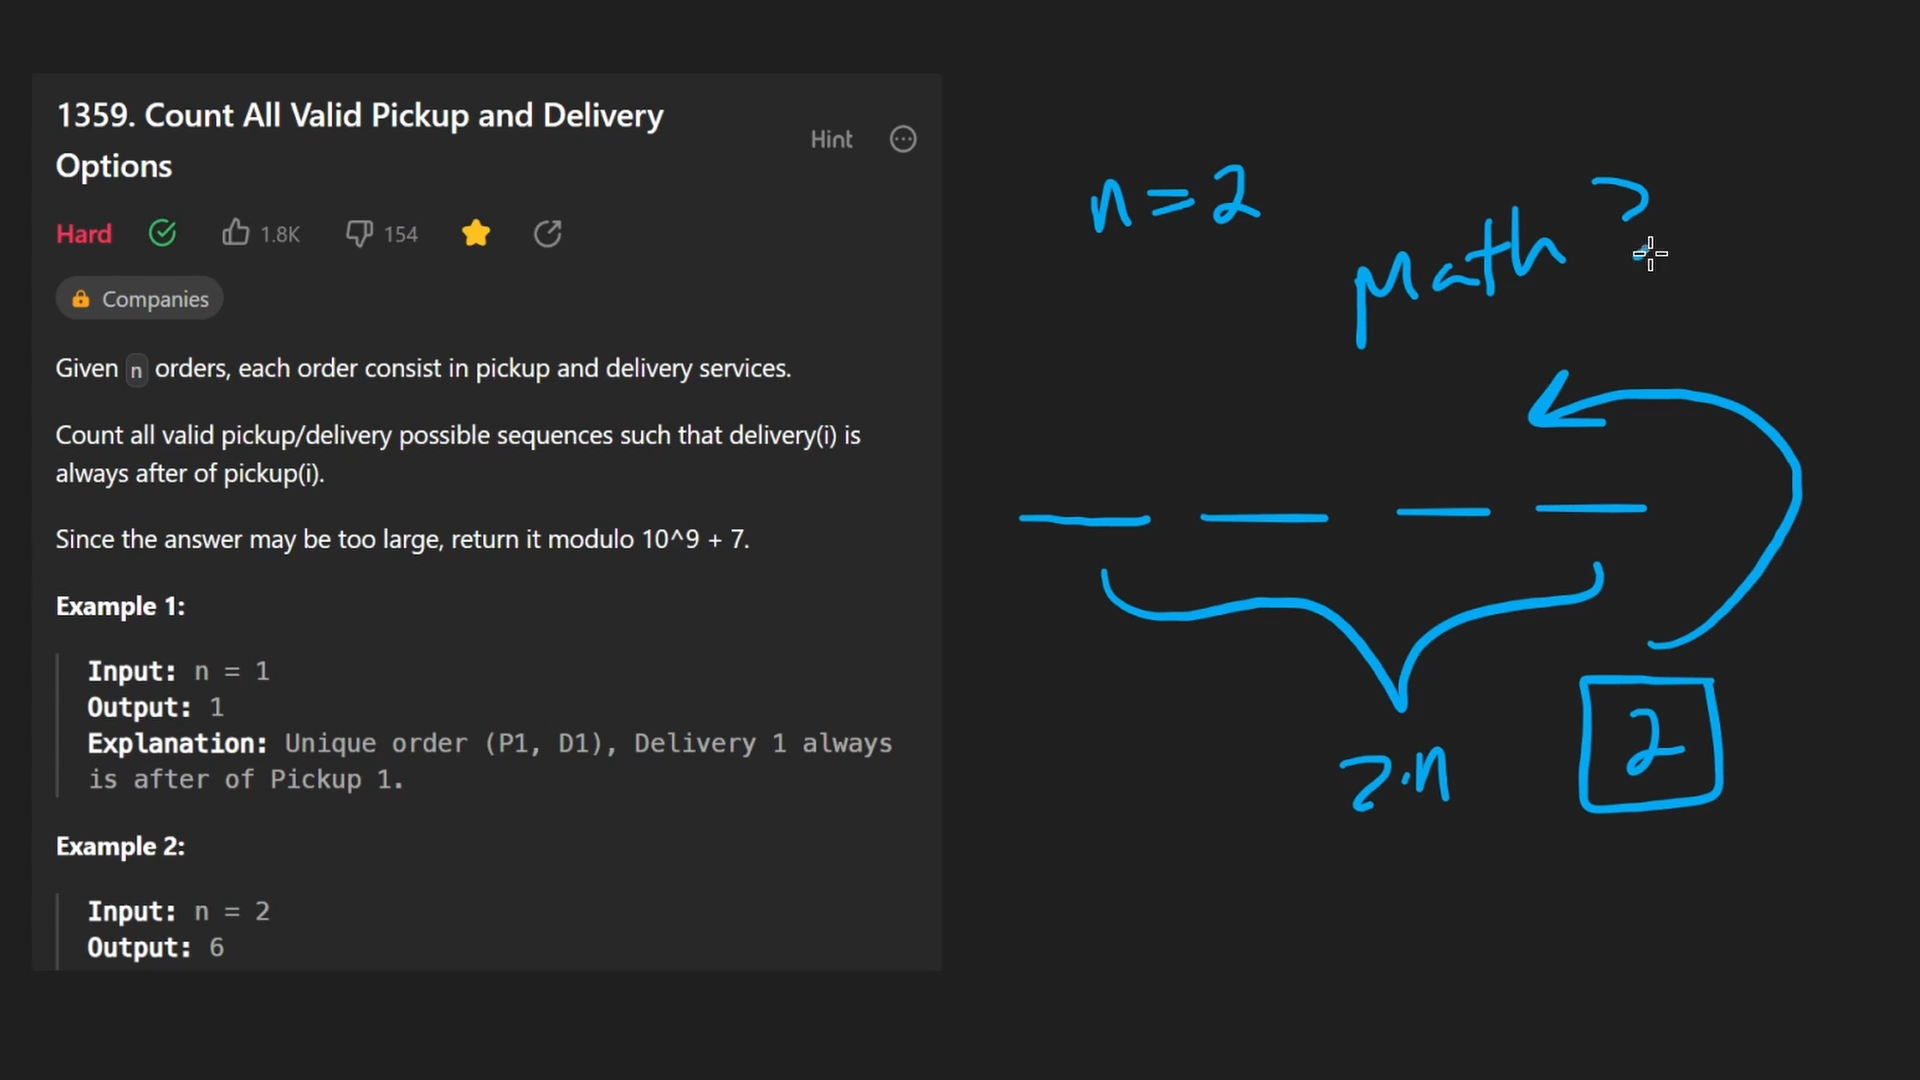 1359. Count All Valid Pickup and Delivery
Options
Hint
Hard
1.8K
154
Companies
Given n orders, each order consist in pickup and delivery services.
Count all valid pickup/delivery possible sequences such that delivery(i) is
always after of pickup(i).
Since the answer may be too large, return it modulo 10^9 + 7.
Example 1:
Input: n = 1
Output: 1
Explanation: Unique order (P1, D1), Delivery 1 always
is after of Pickup 1.
Example 2:
Input: n = 2
Output: 6
n=2
Math ?
2·n
2